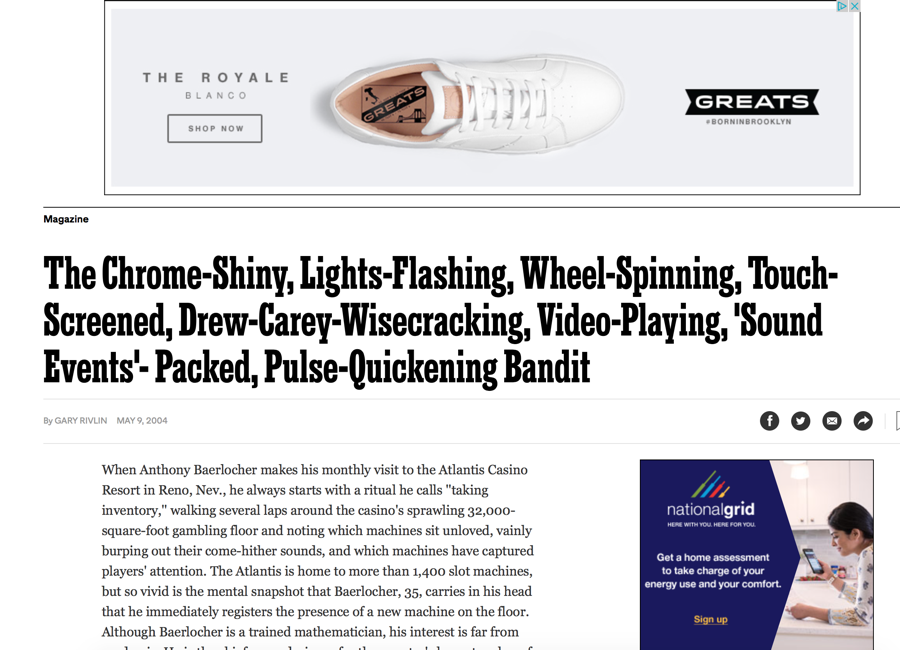 THE ROYALE
BLANCO
SHOP NOW
GREATS
GREATS
#BORNINBROOKLYN
Magazine
The Chrome-Shiny, Lights-Flashing, Wheel-Spinning, Touch-
Screened, Drew-Carey-Wisecracking, Video-Playing, 'Sound
Events'- Packed, Pulse-Quickening Bandit
By GARY RIVLIN MAY 9, 2004
When Anthony Baerlocher makes his monthly visit to the Atlantis Casino
Resort in Reno, Nev., he always starts with a ritual he calls "taking
inventory," walking several laps around the casino's sprawling 32,000-
square-foot gambling floor and noting which machines sit unloved, vainly
burping out their come-hither sounds, and which machines have captured
players' attention. The Atlantis is home to more than 1,400 slot machines,
but so vivid is the mental snapshot that Baerlocher, 35, carries in his head
that he immediately registers the presence of a new machine on the floor.
Although Baerlocher is a trained mathematician, his interest is far from
nationalgrid
HERE WITH YOU. HERE FOR YOU.
Get a home assessment
to take charge of your
energy use and your comfort.
Sign up